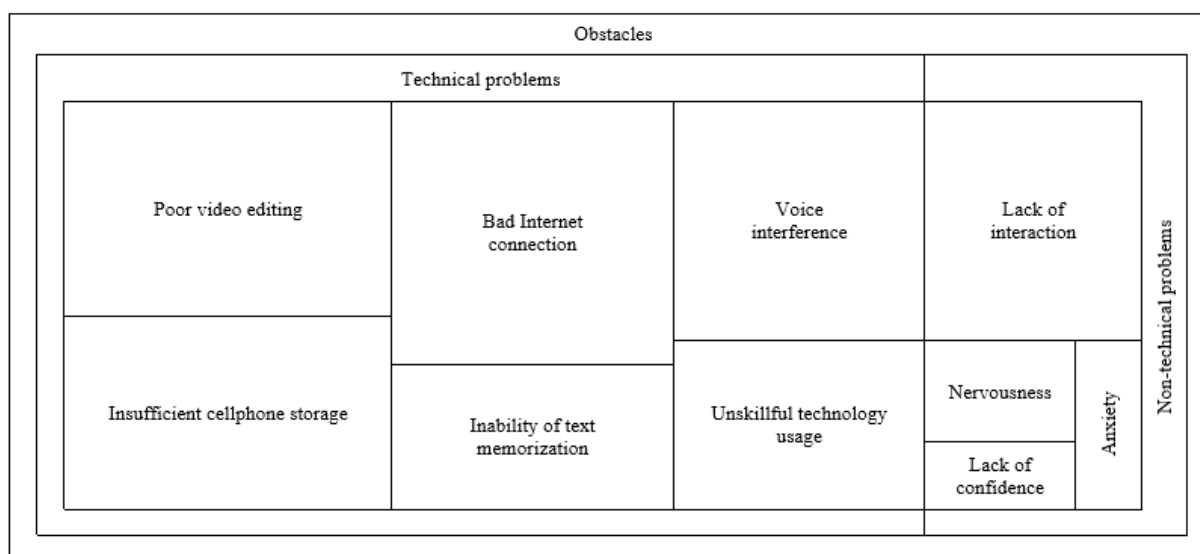 Obstacles
Technical problems
Poor video editing
Bad Internet
connection
Voice
interference
Lack of
interaction
Insufficient cellphone storage
Inability of text
memorization
Unskillful technology
usage
Nervousness
Lack of
confidence
Anxiety
Non-technical problems